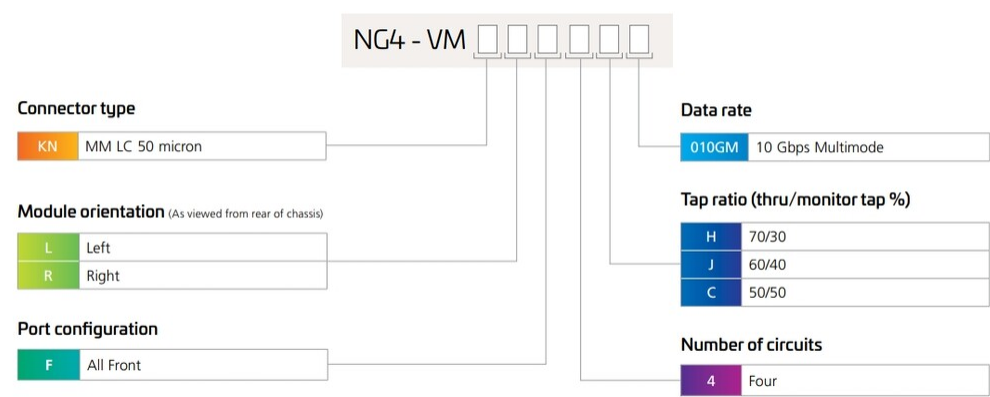 NG4 - VM
Connector type
KN MM LC 50 micron
Module orientation (As viewed from rear of chassis)
L Left
R Right
Port configuration
F All Front
Data rate
010GM 10 Gbps Multimode
Tap ratio (thru/monitor tap %)
H 70/30
J 60/40
C 50/50
Number of circuits
4 Four